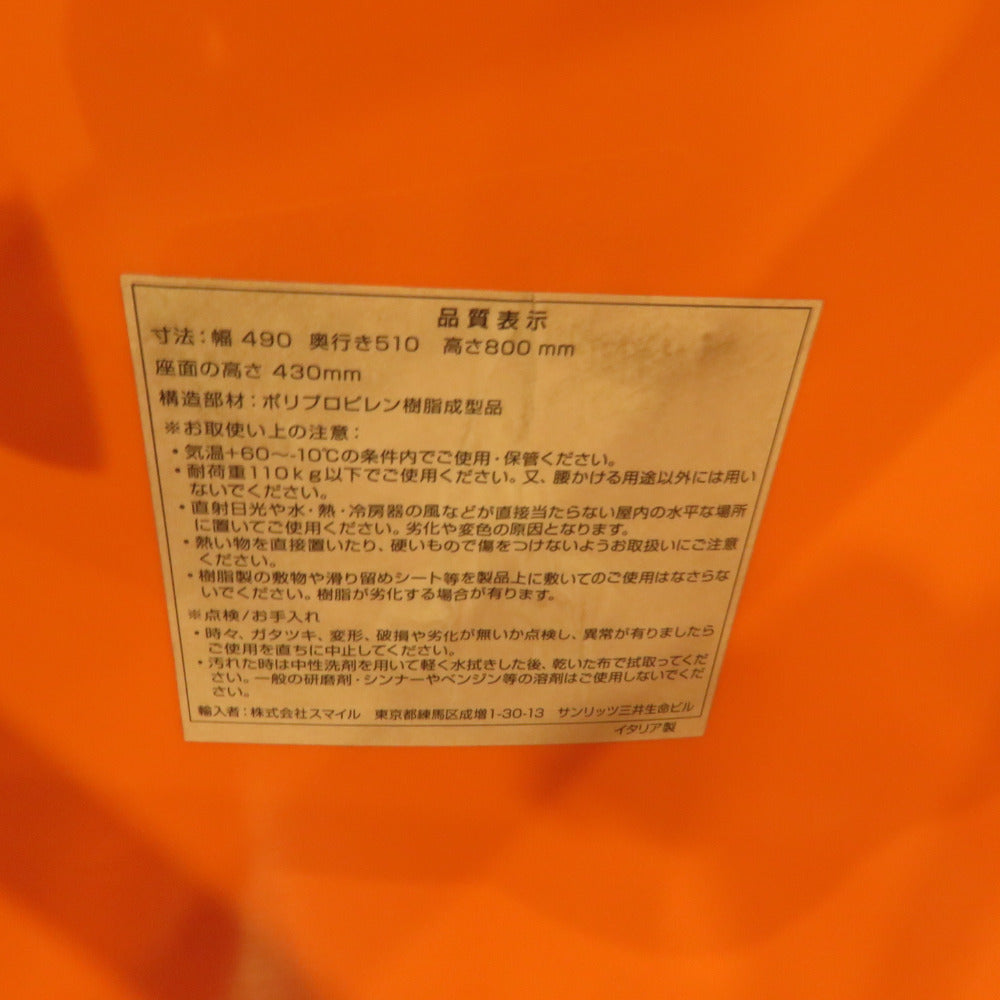 品質表示
寸法:幅 490 奥行き510 高さ800 mm
座面の高さ 430mm
構造部材:ポリプロピレン樹脂成型品
※お取使い上の注意:
・気温+60〜-10℃の条件内でご使用・保管ください。
・耐荷重110kg以下でご使用ください。又、腰かける用途以外には用い
ないでください。
・直射日光や水・熱・冷房器の風などが直接当たらない屋内の水平な場所
に置いてご使用ください。劣化や変色の原因となります。
・熱い物を直接置いたり、硬いもので傷をつけないようお取扱いにご注意
ください。
・樹脂製の敷物や滑り留めシート等を製品上に敷いてのご使用はなさらな
いでください。樹脂が劣化する場合が有ります。
※点検/お手入れ
・時々、ガタツキ、変形、破損や劣化が無いか点検し、異常が有りましたら
ご使用を直ちに中止してください。
・汚れた時は中性洗剤を用いて軽く水拭きした後、乾いた布で拭取ってくだ
さい。一般の研磨剤・シンナーやベンジン等の溶剤はご使用しないでくだ
さい。
輸入者:株式会社スマイル 東京都練馬区成増1-30-13 サンリッツ三井生命ビル
イタリア製